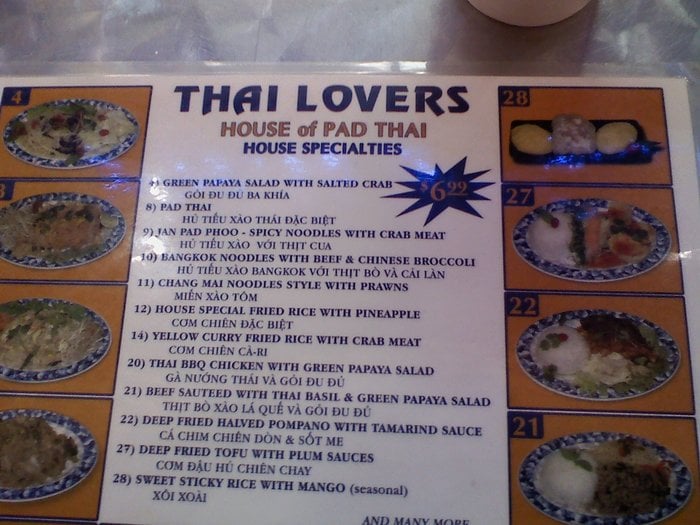 THAI LOVERS
HOUSE of PAD THAI
HOUSE SPECIALTIES
$6.99
4) GREEN PAPAYA SALAD WITH SALTED CRAB
GỎI ĐU ĐỦ BA KHÍA
8) PAD THAI
HỦ TIẾU XÀO THÁI ĐẶC BIỆT
9) JAN PAD PHOO - SPICY NOODLES WITH CRAB MEAT
HỦ TIẾU XÀO VỚI THỊT CUA
10) BANGKOK NOODLES WITH BEEF & CHINESE BROCCOLI
HỦ TIẾU XÀO BANGKOK VỚI THỊT BÒ VÀ CẢI LÀN
11) CHANG MAI NOODLES STYLE WITH PRAWNS
MIẾN XÀO TÔM
12) HOUSE SPECIAL FRIED RICE WITH PINEAPPLE
CƠM CHIÊN ĐẶC BIỆT
14) YELLOW CURRY FRIED RICE WITH CRAB MEAT
CƠM CHIÊN CÀ-RI
20) THAI BBQ CHICKEN WITH GREEN PAPAYA SALAD
GÀ NƯỚNG THÁI VÀ GỎI ĐU ĐỦ
21) BEEF SAUTEED WITH THAI BASIL & GREEN PAPAYA SALAD
THỊT BÒ XÀO LÁ QUẾ VÀ GỎI ĐU ĐỦ
22) DEEP FRIED HALVED POMPANO WITH TAMARIND SAUCE
CÁ CHIM CHIÊN DÒN & SỐT ME
27) DEEP FRIED TOFU WITH PLUM SAUCES
CƠM ĐẬU HỦ CHIÊN CHAY
28) SWEET STICKY RICE WITH MANGO (seasonal)
XÔI XOÀI
AND MANY MORE
4
28
27
22
21